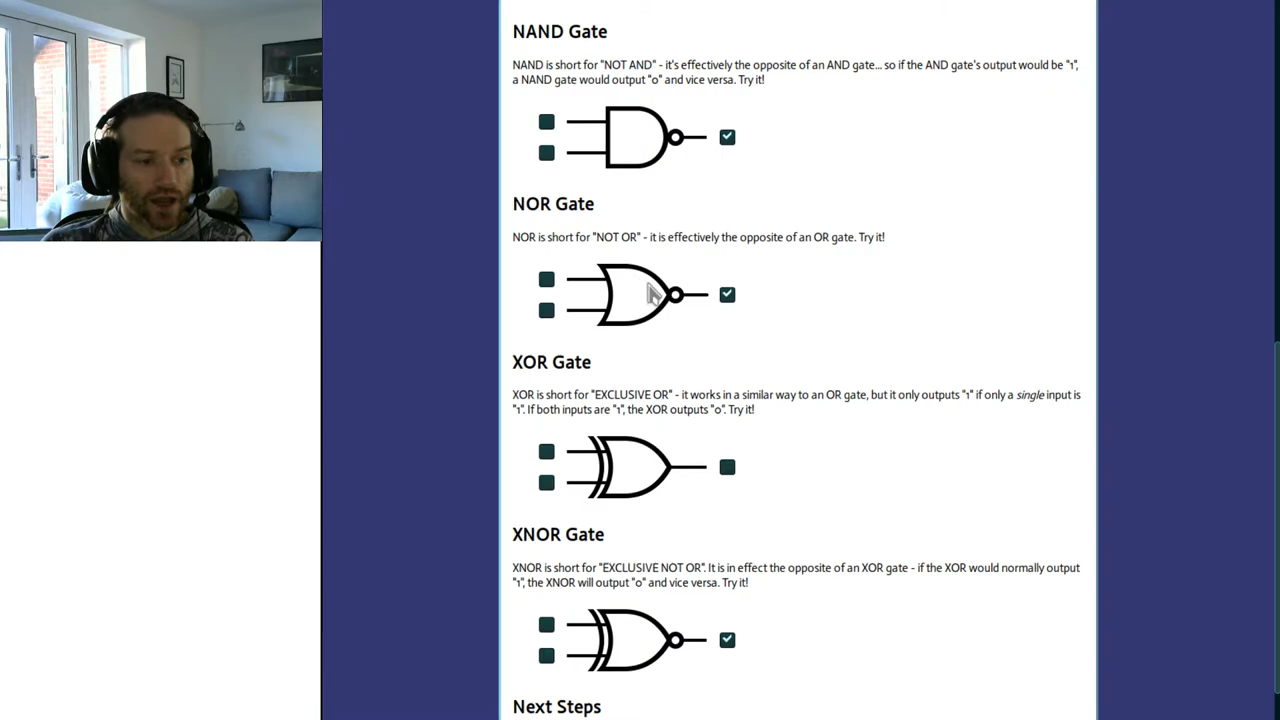 NAND Gate
NAND is short for "NOT AND" - it's effectively the opposite of an AND gate... so if the AND gate's output would be "1",
a NAND gate would output "0" and vice versa. Try it!
NOR Gate
NOR is short for "NOT OR" - it is effectively the opposite of an OR gate. Try it!
XOR Gate
XOR is short for "EXCLUSIVE OR" - it works in a similar way to an OR gate, but it only outputs "1" if only a single input is
"1". If both inputs are "1", the XOR outputs "0". Try it!
XNOR Gate
XNOR is short for "EXCLUSIVE NOT OR". It is in effect the opposite of an XOR gate - if the XOR would normally output
"1", the XNOR will output "0" and vice versa. Try it!
Next Steps